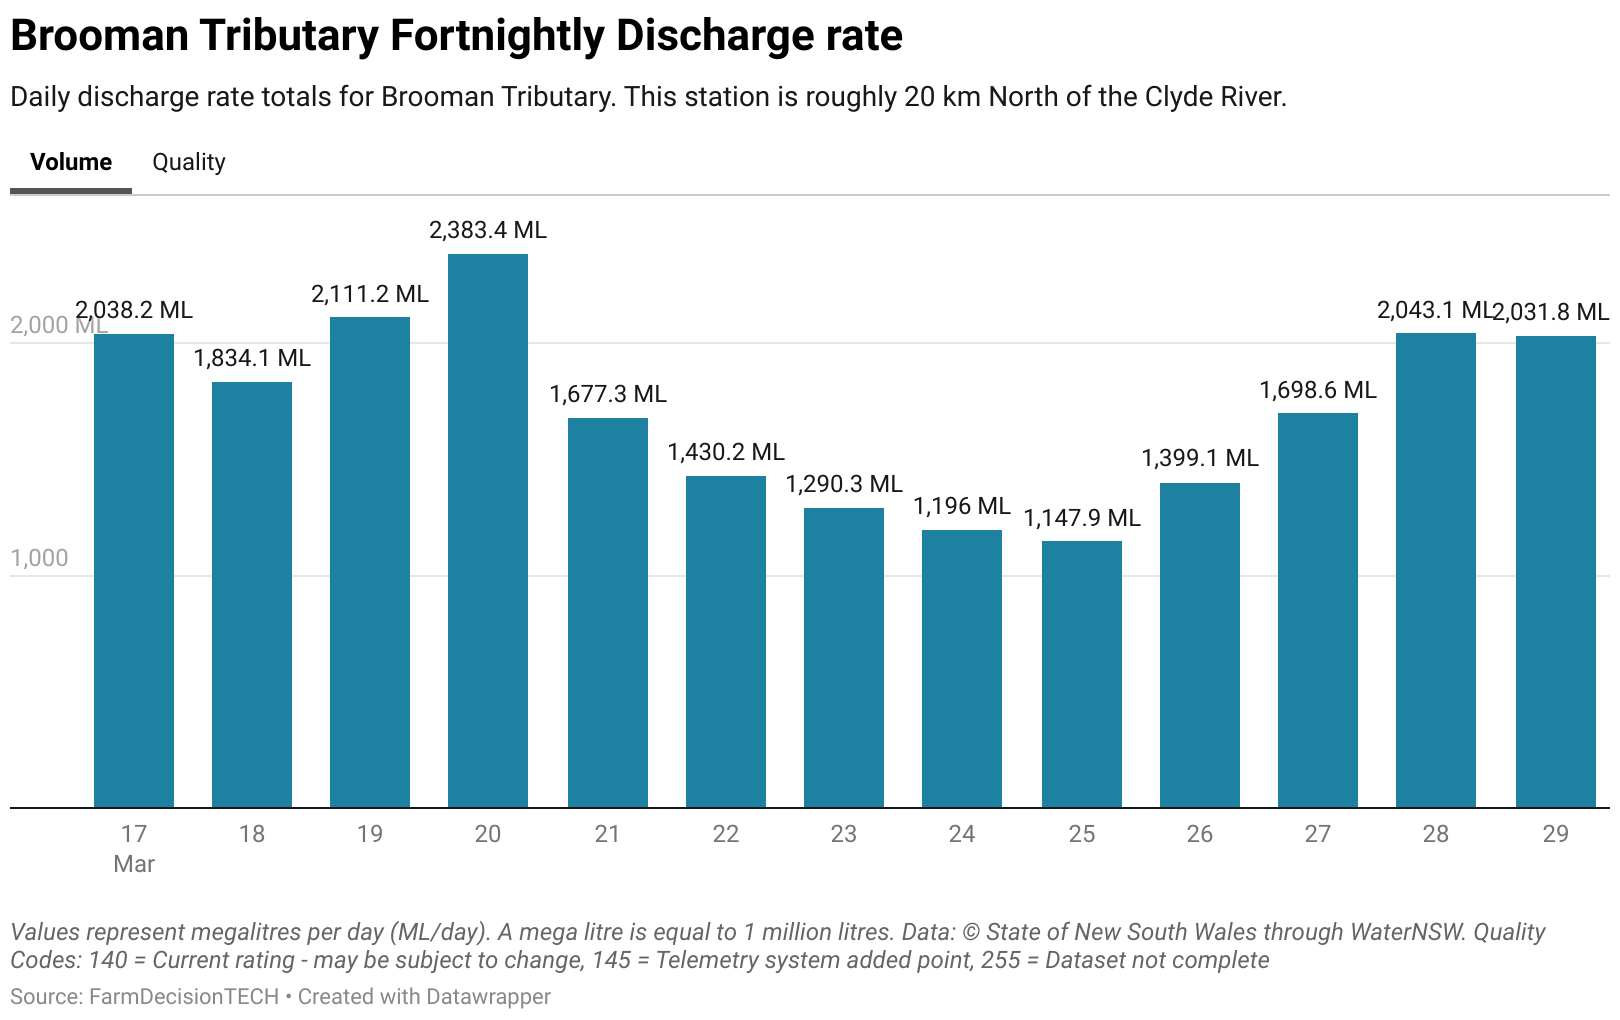 Brooman Tributary Fortnightly Discharge rate
Daily discharge rate totals for Brooman Tributary. This station is roughly 20 km North of the Clyde River.
Volume Quality
2,383.4 ML
2,111.2 ML
2,038.2 ML
2,043.1 ML
2,031.8 ML
2,000 ML
1,834.1 ML
1,677.3 ML
1,698.6 ML
1,430.2 ML
1,399.1 ML
1,290.3 ML
1,196 ML
1,147.9 ML
1,000
17 18 19 20 21 22 23 24 25 26 27 28 29
Mar
Values represent megalitres per day (ML/day). A mega litre is equal to 1 million litres. Data: © State of New South Wales through WaterNSW. Quality
Codes: 140 = Current rating - may be subject to change, 145 = Telemetry system added point, 255 = Dataset not complete
Source: FarmDecisionTECH • Created with Datawrapper